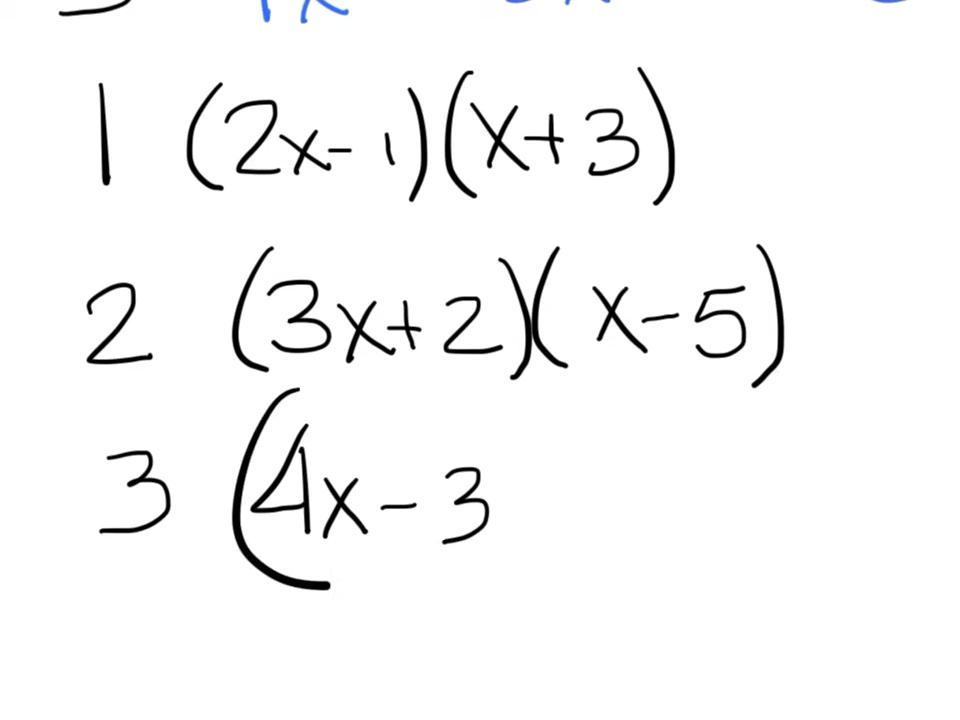 1 (2x-1)(x+3)
2 (3x+2)(x-5)
3 (4x-3